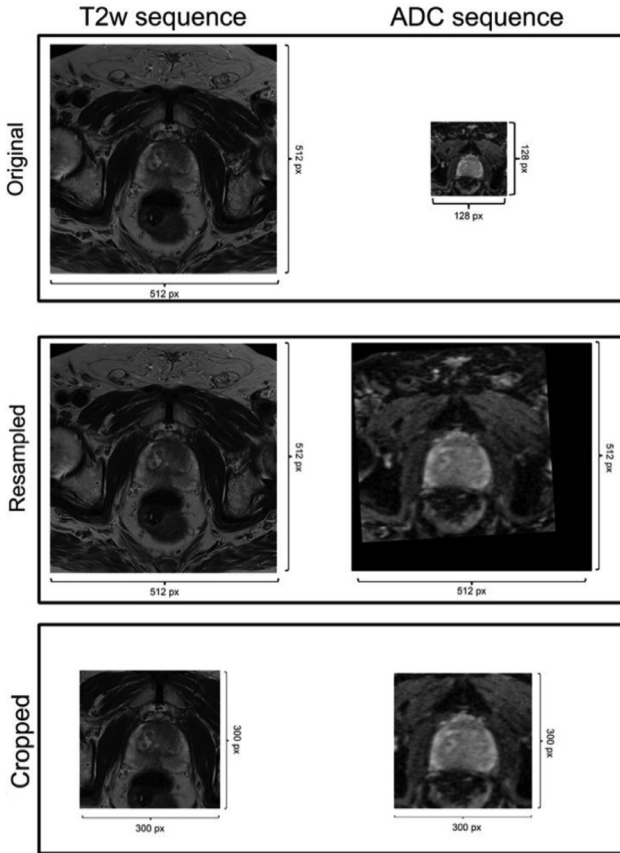 T2w sequence
ADC sequence
Original
512 px
512 px
128 px
128 px
Resampled
512 px
512 px
512 px
512 px
Cropped
300 px
300 px
300 px
300 px